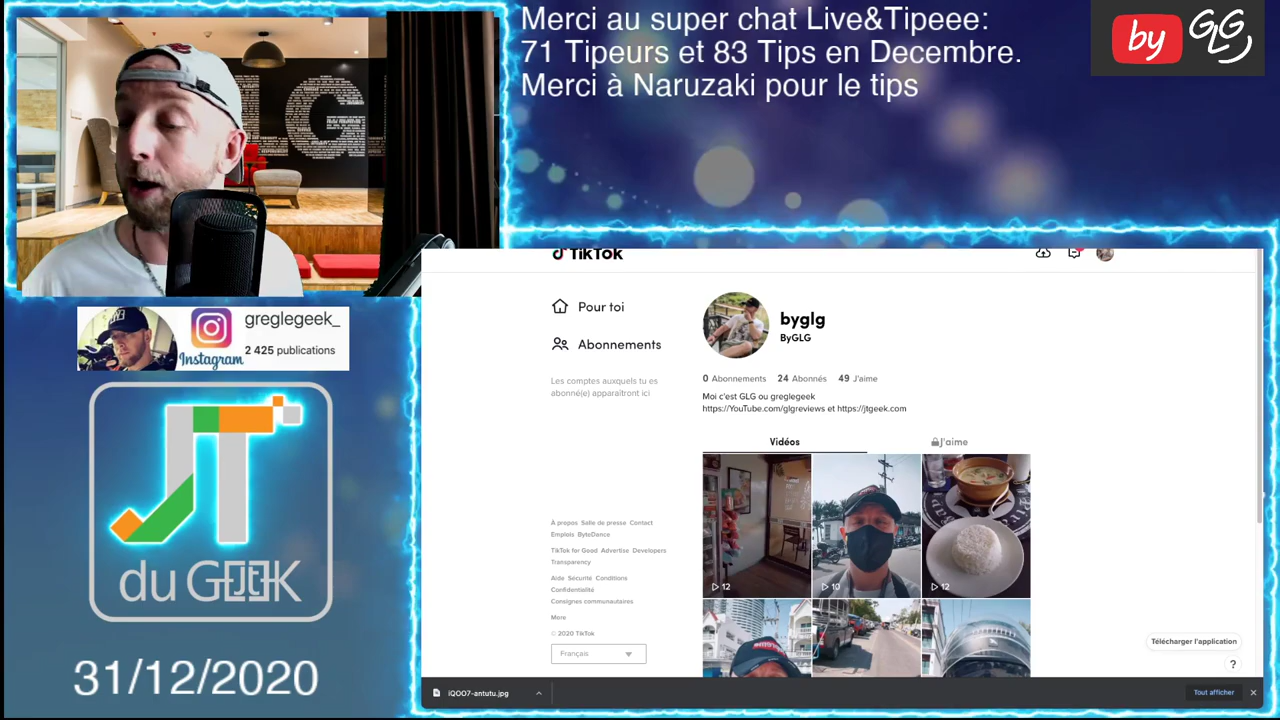 Merci au super chat Live&Tipeee:
71 Tipeurs et 83 Tips en Decembre.
Merci à Naruzaki pour le tips
by GLG
greglegeek_
Instagram
2 425 publications
JT
du GEEK
31/12/2020
TikTok
Pour toi
Abonnements
Les comptes auxquels tu es
abonné(e) apparaîtront ici
byglg
ByGLG
0 Abonnements 24 Abonnés 49 J'aime
Moi c'est GLG ou greglegeek
https://YouTube.com/glgreviews et https://jtgeek.com
Vidéos
J'aime
12
10
12
À propos Salle de presse Contact
Emplois ByteDance
TikTok for Good Advertise Developers
Transparency
Aide Sécurité Conditions
Confidentialité
Consignes communautaires
More
© 2020 TikTok
Français
Télécharger l'application
?
iQOO7-antutu.jpg
Tout afficher